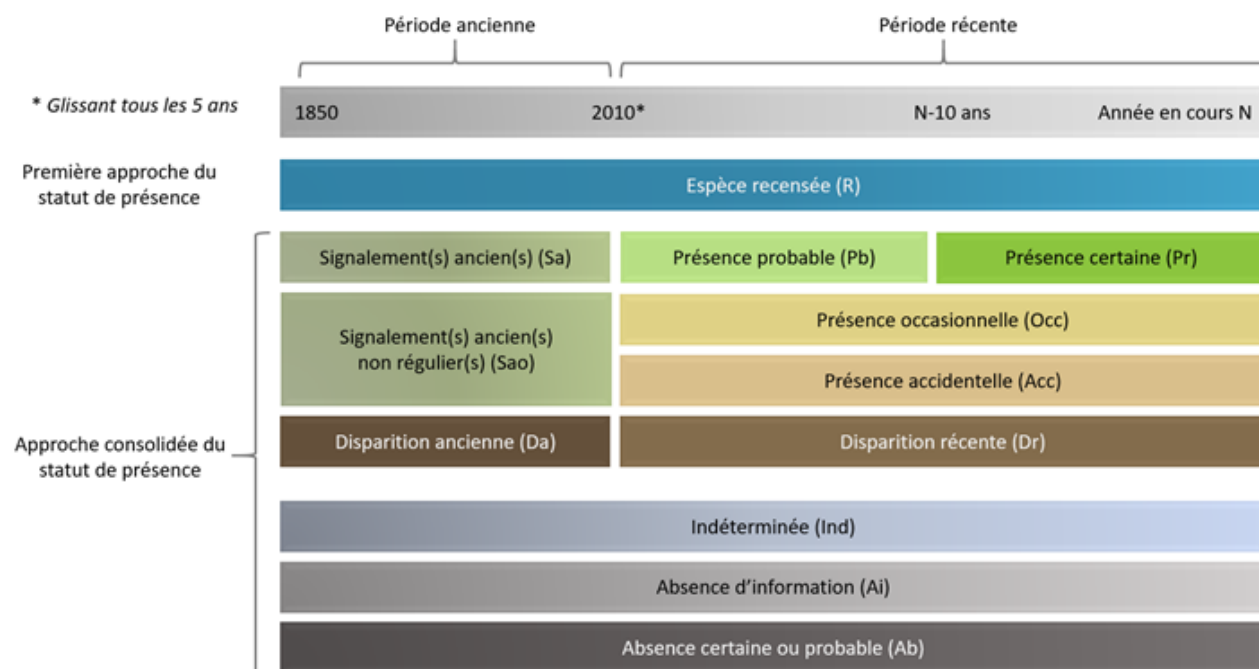 Période ancienne
Période récente
* Glissant tous les 5 ans
1850
2010*
N-10 ans
Année en cours N
Première approche du
statut de présence
Espèce recensée (R)
Signalement(s) ancien(s) (Sa)
Présence probable (Pb)
Présence certaine (Pr)
Signalement(s) ancien(s)
non régulier(s) (Sao)
Présence occasionnelle (Occ)
Présence accidentelle (Acc)
Approche consolidée du
statut de présence
Disparition ancienne (Da)
Disparition récente (Dr)
Indéterminée (Ind)
Absence d’information (Ai)
Absence certaine ou probable (Ab)